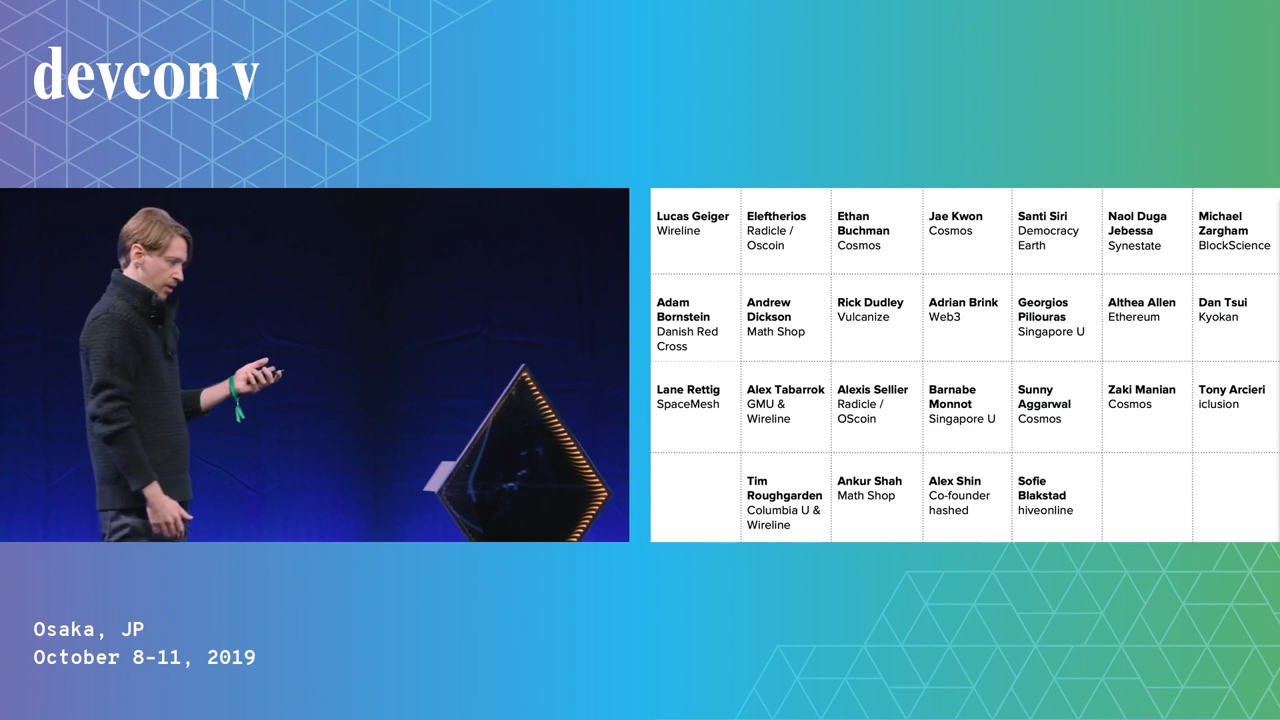 devcon v
Lucas Geiger
Wireline
Eleftherios
Radicle /
Oscoin
Ethan
Buchman
Cosmos
Jae Kwon
Cosmos
Santi Siri
Democracy
Earth
Naol Duga
Jebessa
Synestate
Michael
Zargham
BlockScience
Adam
Bornstein
Danish Red
Cross
Andrew
Dickson
Math Shop
Rick Dudley
Vulcanize
Adrian Brink
Web3
Georgios
Piliouras
Singapore U
Althea Allen
Ethereum
Dan Tsui
Kyokan
Lane Rettig
SpaceMesh
Alex Tabarrok
GMU &
Wireline
Alexis Sellier
Radicle /
OScoin
Barnabe
Monnot
Singapore U
Sunny
Aggarwal
Cosmos
Zaki Manian
Cosmos
Tony Arcieri
iclusion
Tim
Roughgarden
Columbia U &
Wireline
Ankur Shah
Math Shop
Alex Shin
Co-founder
hashed
Sofie
Blakstad
hiveonline
Osaka, JP
October 8-11, 2019